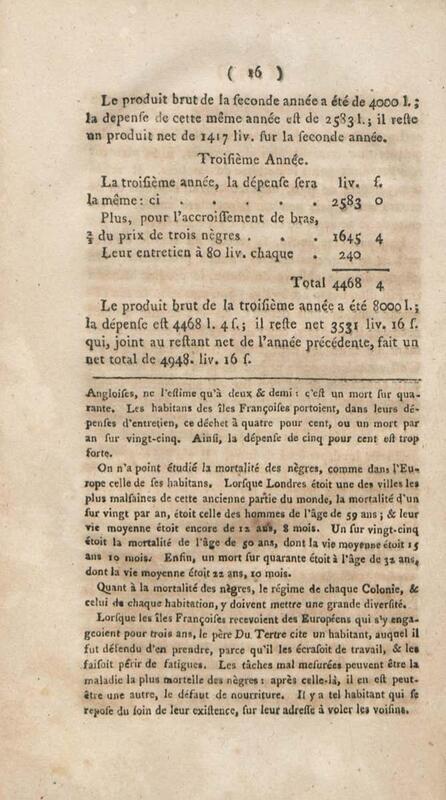 ( 16 )
Le produit brut de la ſeconde année a été de 4000 l. ;
la depenſe de cette même année eſt de 2583 l. ; il reſte
un produit net de 1417 liv. ſur la ſeconde année.
Troiſième Année.
La troiſième année, la dépenſe ſera liv. ſ.
la même : ci . . . . . 2583 0
Plus, pour l'accroiſſement de bras,
⅔ du prix de trois nègres . . . 1645 4
Leur entretien à 80 liv. chaque . 240
Total 4468 4
Le produit brut de la troiſième année a été 8000 l. ;
la dépenſe eſt 4468 l. 4 ſ. ; il reſte net 3531 liv. 16 ſ.
qui, joint au reſtant net de l'année précédente, fait un
net total de 4948. liv. 16 ſ.
Angloiſes, ne l'eſtime qu'à deux & demi : c'eſt un mort ſur qua-
rante. Les habitans des îles Françoiſes portoient, dans leurs dé-
penſes d'entretien, ce déchet à quatre pour cent, ou un mort par
an ſur vingt-cinq. Ainſi, la dépenſe de cinq pour cent eſt trop
forte.
On n'a point étudié la mortalité des nègres, comme dans l'Eu-
rope celle de ſes habitans. Lorſque Londres étoit une des villes les
plus malſaines de cette ancienne partie du monde, la mortalité d'un
ſur vingt par an, étoit celle des hommes de l'âge de 59 ans ; & leur
vie moyenne étoit encore de 12 ans, 8 mois. Un ſur vingt-cinq
étoit la mortalité de l'âge de 50 ans, dont la vie moyenne étoit 15
ans 10 mois. Enfin, un mort ſur quarante étoit à l'âge de 32 ans,
dont la vie moyenne étoit 22 ans, 10 mois.
Quant à la mortalité des nègres, le régime de chaque Colonie, &
celui de chaque habitation, y doivent mettre une grande diverſité.
Lorſque les îles Françoiſes recevoient des Européens qui s'y enga-
geoient pour trois ans, le père Du Tertre cite un habitant, auquel il
fut défendu d'en prendre, parce qu'il les écraſoit de travail, & les
faiſoit périr de fatigues. Les tâches mal meſurées peuvent être la
maladie la plus mortelle des nègres : après celle-là, il en eſt peut-
être une autre, le défaut de nourriture. Il y a tel habitant qui ſe
repoſe du ſoin de leur exiſtence, ſur leur adreſſe à voler les voiſins.